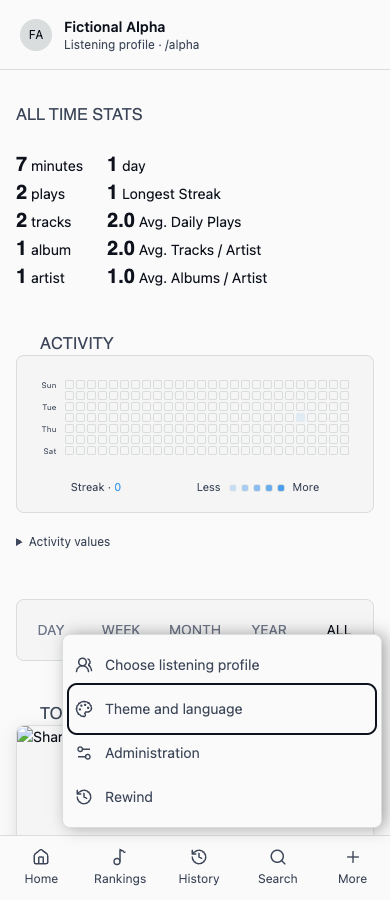 FA
Fictional Alpha
Listening profile · /alpha
ALL TIME STATS
7 minutes 1 day
2 plays 1 Longest Streak
2 tracks 2.0 Avg. Daily Plays
1 album 2.0 Avg. Tracks / Artist
1 artist 1.0 Avg. Albums / Artist
ACTIVITY
Sun
Tue
Thu
Sat
Streak · 0 Less More
Activity values
DAY WEEK MONTH YEAR ALL
Choose listening profile
Theme and language
Administration
Rewind
Home Rankings History Search More